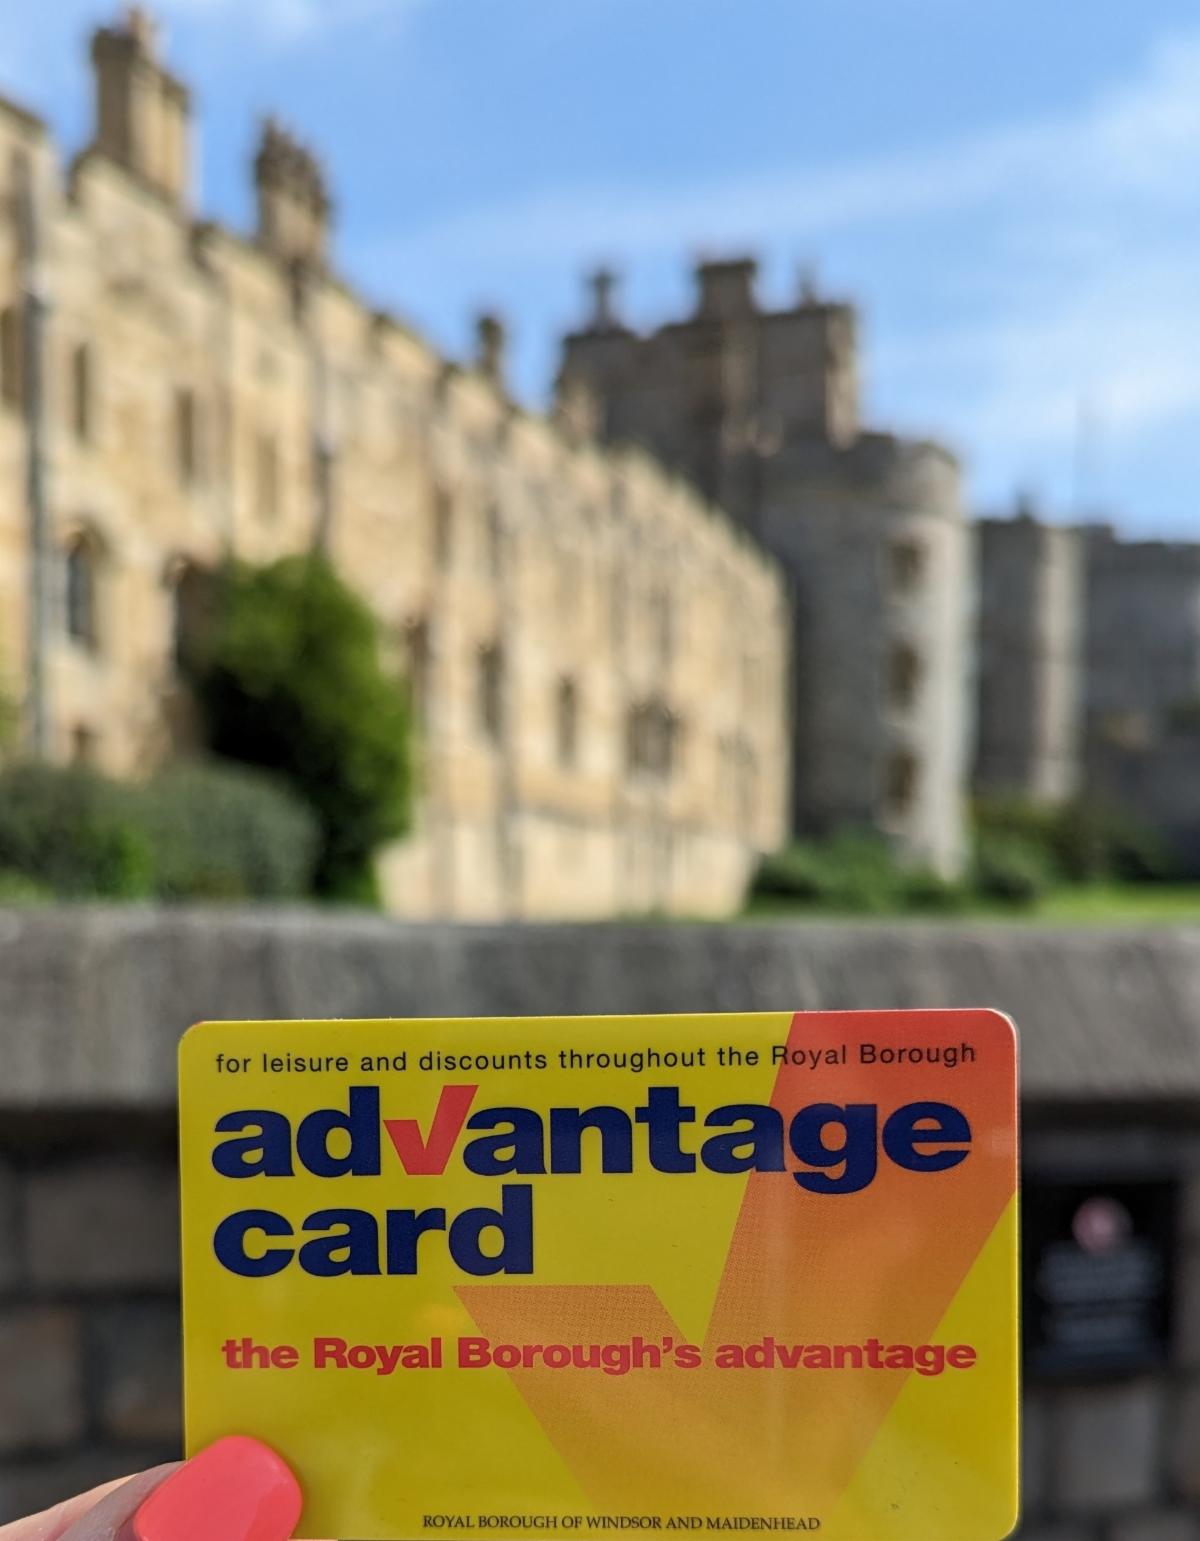 for leisure and discounts throughout the Royal Borough
advantage
card
the Royal Borough's advantage
ROYAL BOROUGH OF WINDSOR AND MAIDENHEAD